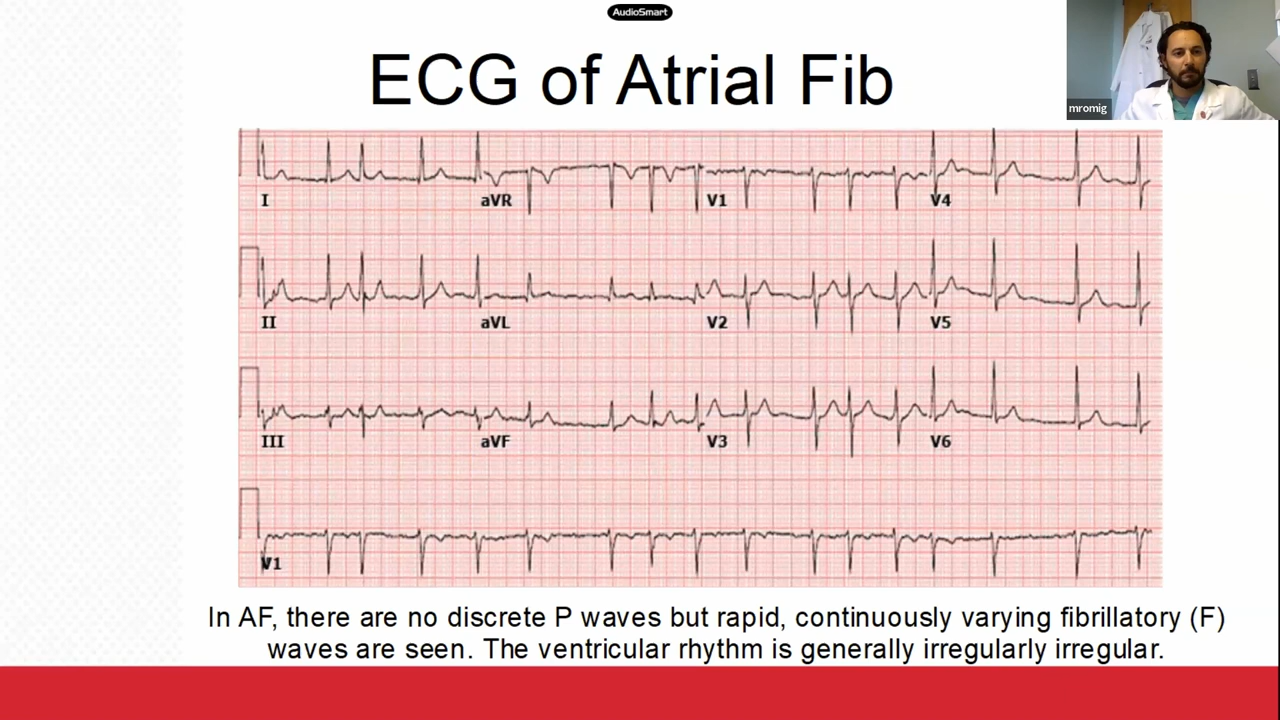 AudioSmart
ECG of Atrial Fib
mromig
I aVR V1 V4
II aVL V2 V5
III aVF V3 V6
V1
In AF, there are no discrete P waves but rapid, continuously varying fibrillatory (F)
waves are seen. The ventricular rhythm is generally irregularly irregular.